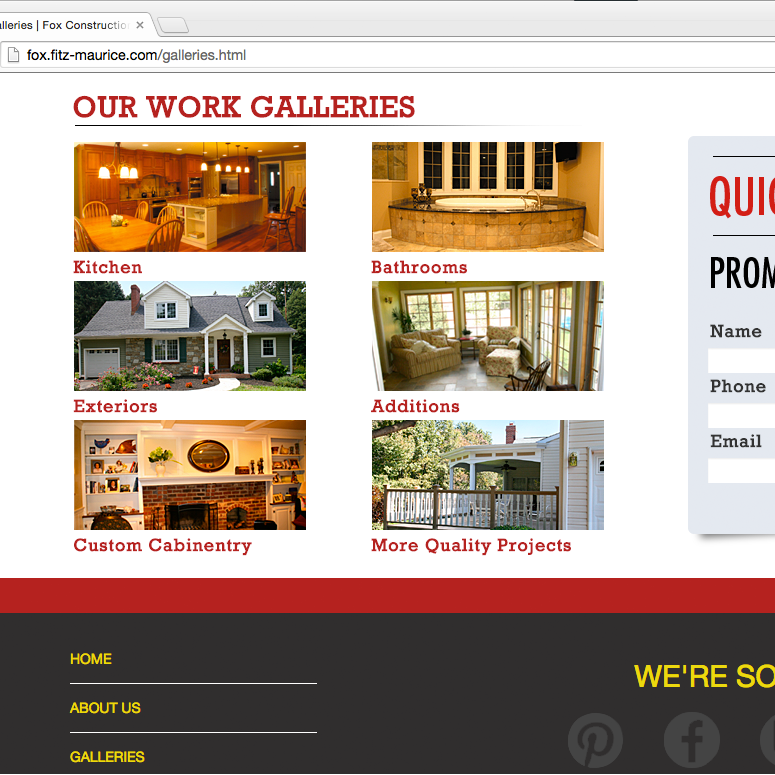 alleries | Fox Construction
fox.fitz-maurice.com/galleries.html
OUR WORK GALLERIES
Kitchen
Bathrooms
Exteriors
Additions
Custom Cabinentry
More Quality Projects
QUIC
PROM
Name
Phone
Email
HOME
ABOUT US
GALLERIES
WE'RE SO